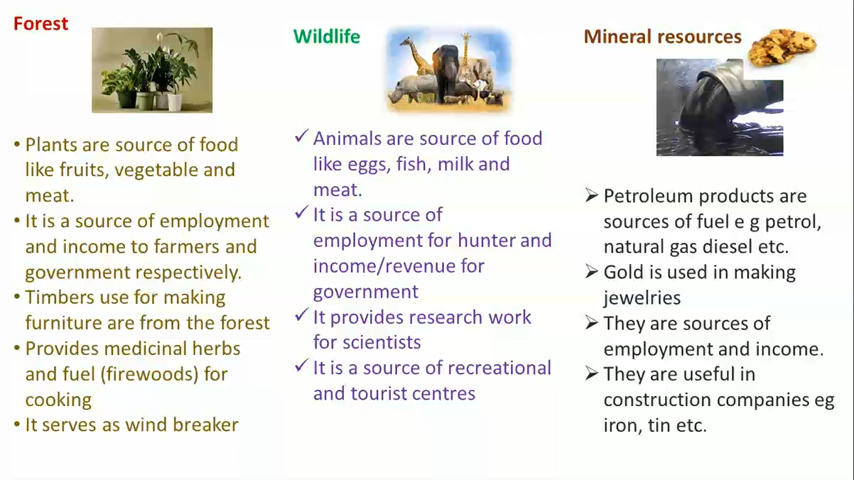 Forest
• Plants are source of food
like fruits, vegetable and
meat.
• It is a source of employment
and income to farmers and
government respectively.
• Timbers use for making
furniture are from the forest
• Provides medicinal herbs
and fuel (firewoods) for
cooking
• It serves as wind breaker
Wildlife
✓ Animals are source of food
like eggs, fish, milk and
meat.
✓ It is a source of
employment for hunter and
income/revenue for
government
✓ It provides research work
for scientists
✓ It is a source of recreational
and tourist centres
Mineral resources
➢ Petroleum products are
sources of fuel e g petrol,
natural gas diesel etc.
➢ Gold is used in making
jewelries
➢ They are sources of
employment and income.
➢ They are useful in
construction companies eg
iron, tin etc.